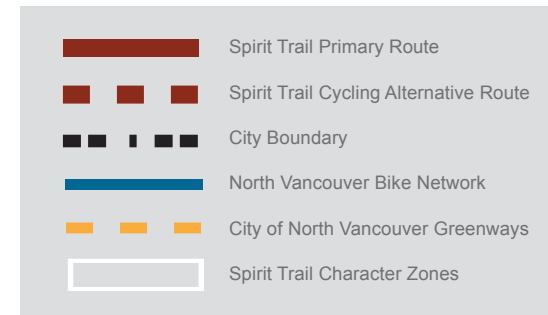 Spirit Trail Primary Route
Spirit Trail Cycling Alternative Route
City Boundary
North Vancouver Bike Network
City of North Vancouver Greenways
Spirit Trail Character Zones